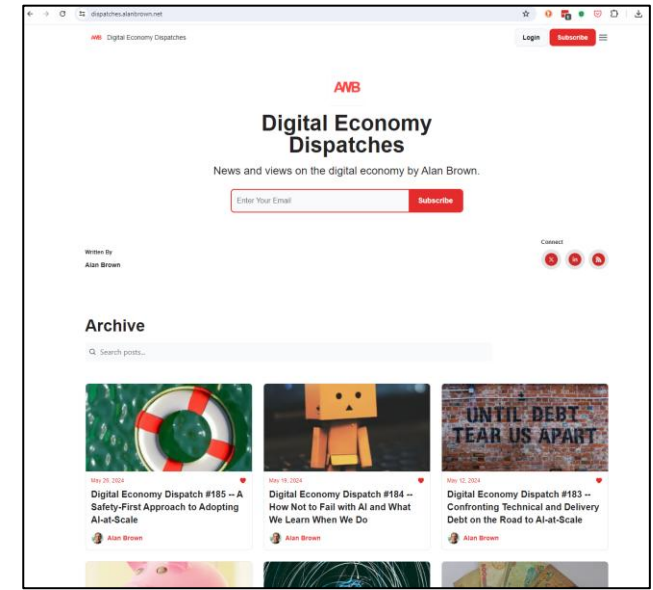 dispatches.alanbrown.net
AWB Digital Economy Dispatches
Login
Subscribe
AWB
Digital Economy
Dispatches
News and views on the digital economy by Alan Brown.
Enter Your Email
Subscribe
Connect
Written By
Alan Brown
Archive
Search posts...
UNTIL DEBT
TEAR US APART
May 26, 2024
Digital Economy Dispatch #185 -- A
Safety-First Approach to Adopting
AI-at-Scale
Alan Brown
May 19, 2024
Digital Economy Dispatch #184 --
How Not to Fail with AI and What
We Learn When We Do
Alan Brown
May 12, 2024
Digital Economy Dispatch #183 --
Confronting Technical and Delivery
Debt on the Road to AI-at-Scale
Alan Brown